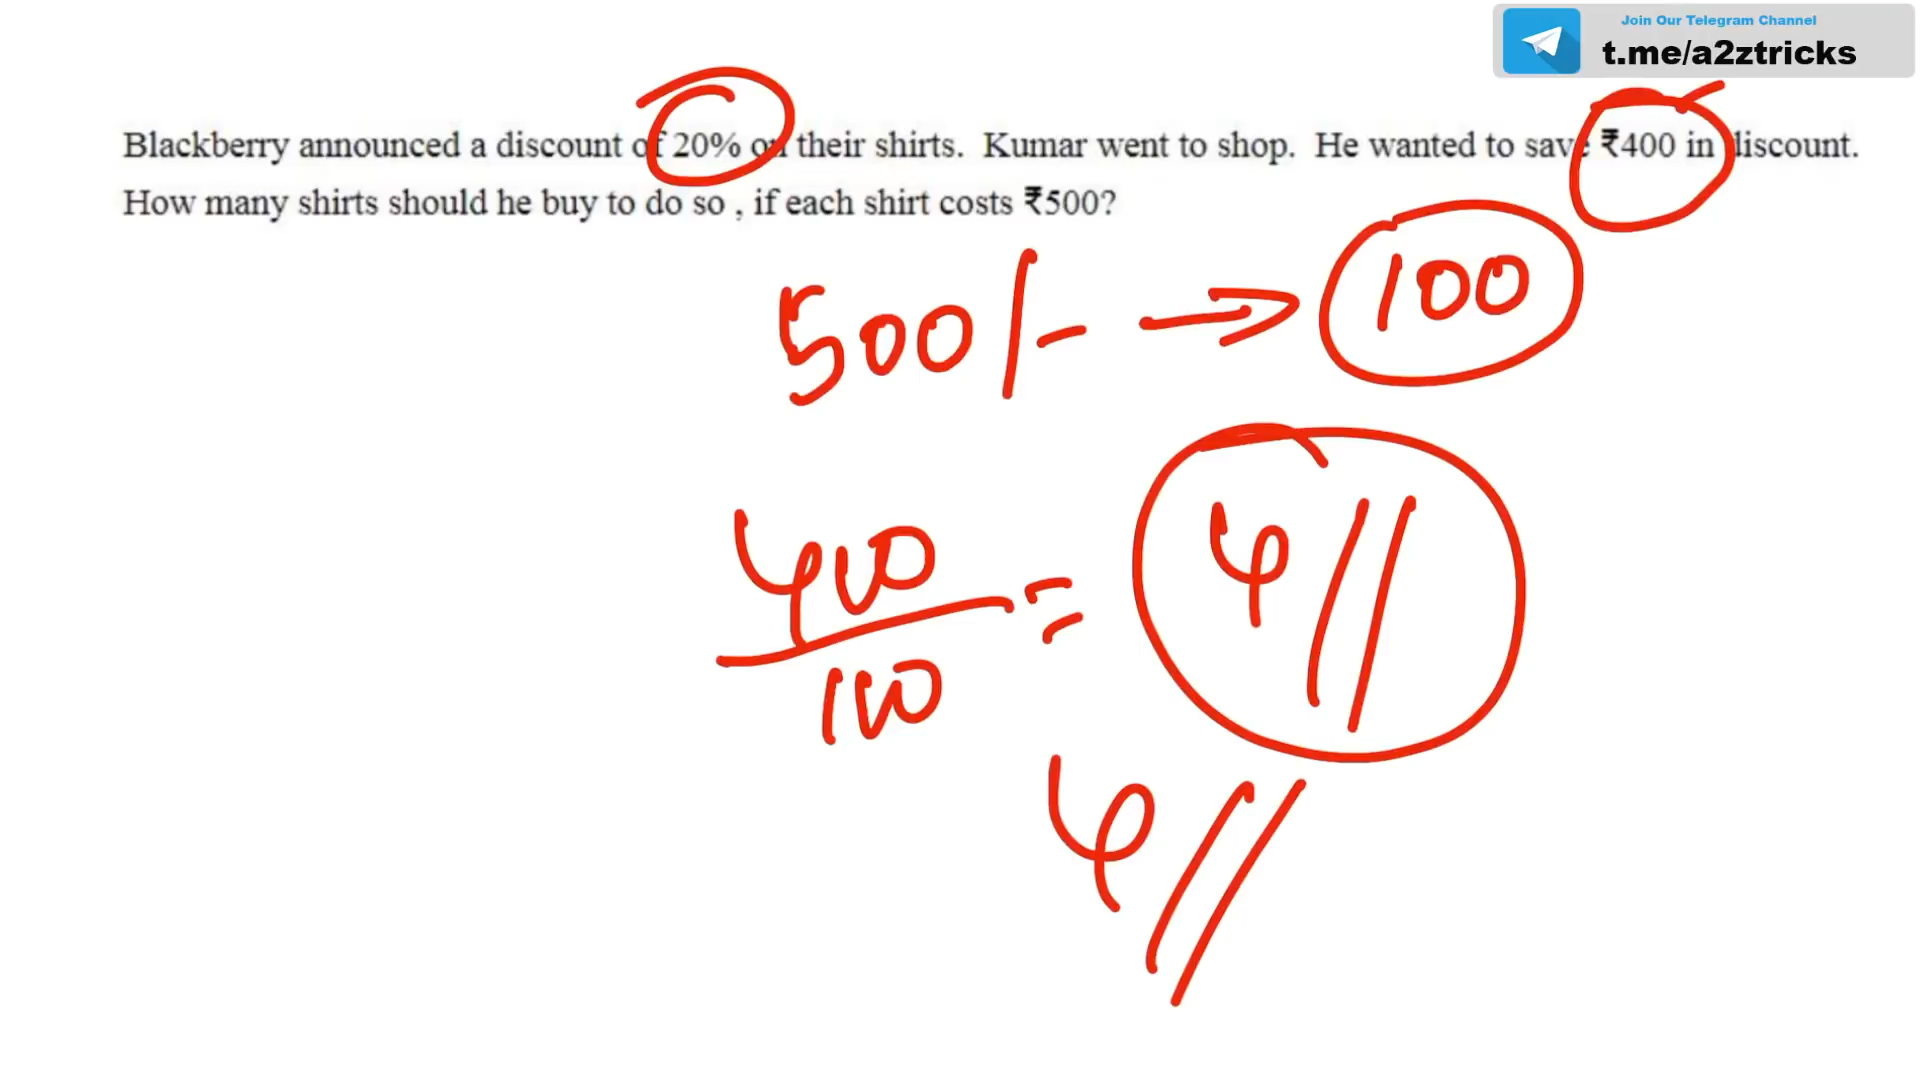 Join Our Telegram Channel
t.me/a2ztricks
Blackberry announced a discount of 20% on their shirts. Kumar went to shop. He wanted to save ₹400 in discount.
How many shirts should he buy to do so , if each shirt costs ₹500?
500/- → 100
400
100
= 4//
4//